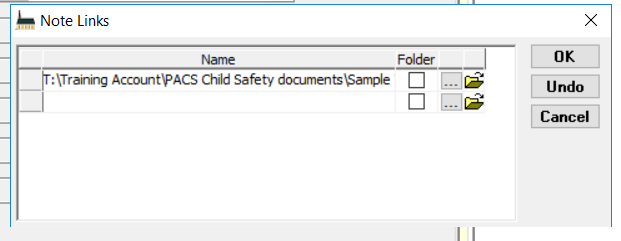 Note Links
Name Folder
T:\Training Account\PACS Child Safety documents\Sample ...
...
OK
Undo
Cancel